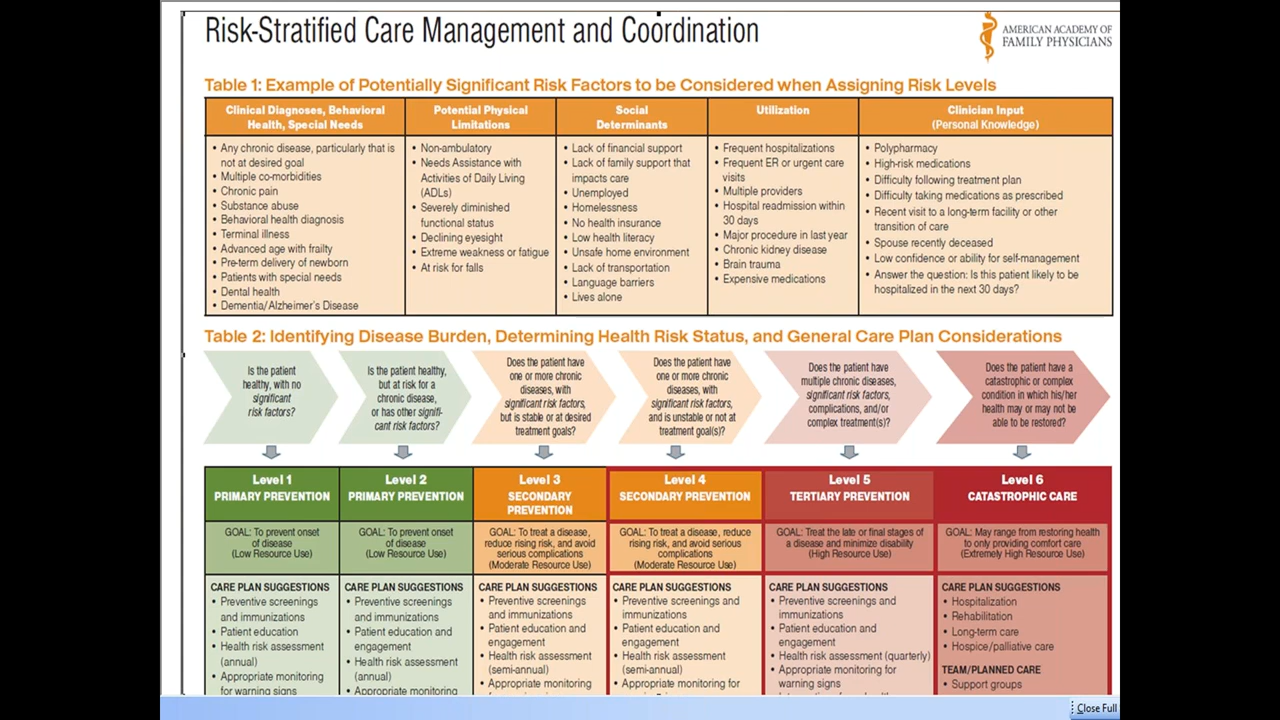 Risk-Stratified Care Management and Coordination
AMERICAN ACADEMY OF
FAMILY PHYSICIANS
Table 1: Example of Potentially Significant Risk Factors to be Considered when Assigning Risk Levels
Clinical Diagnoses, Behavioral
Health, Special Needs
• Any chronic disease, particularly that is
not at desired goal
• Multiple co-morbidities
• Chronic pain
• Substance abuse
• Behavioral health diagnosis
• Terminal illness
• Advanced age with frailty
• Pre-term delivery of newborn
• Patients with special needs
• Dental health
• Dementia/Alzheimer's Disease
Potential Physical
Limitations
• Non-ambulatory
• Needs Assistance with
Activities of Daily Living
(ADLs)
• Severely diminished
functional status
• Declining eyesight
• Extreme weakness or fatigue
• At risk for falls
Social
Determinants
• Lack of financial support
• Lack of family support that
impacts care
• Unemployed
• Homelessness
• No health insurance
• Low health literacy
• Unsafe home environment
• Lack of transportation
• Language barriers
• Lives alone
Utilization
• Frequent hospitalizations
• Frequent ER or urgent care
visits
• Multiple providers
• Hospital readmission within
30 days
• Major procedure in last year
• Chronic kidney disease
• Brain trauma
• Expensive medications
Clinician Input
(Personal Knowledge)
• Polypharmacy
• High-risk medications
• Difficulty following treatment plan
• Difficulty taking medications as prescribed
• Recent visit to a long-term facility or other
transition of care
• Spouse recently deceased
• Low confidence or ability for self-management
• Answer the question: Is this patient likely to be
hospitalized in the next 30 days?
Table 2: Identifying Disease Burden, Determining Health Risk Status, and General Care Plan Considerations
Is the patient
healthy, with no
significant
risk factors?
Is the patient healthy,
but at risk for a
chronic disease,
or has other signifi-
cant risk factors?
Does the patient have
one or more chronic
diseases, with
significant risk factors,
but is stable or at desired
treatment goals?
Does the patient have
one or more chronic
diseases, with
significant risk factors,
and is unstable or not at
treatment goal(s)?
Does the patient have
multiple chronic diseases,
significant risk factors,
complications, and/or
complex treatment(s)?
Does the patient have a
catastrophic or complex
condition in which his/her
health may or may not be
able to be restored?
Level 1
PRIMARY PREVENTION
GOAL: To prevent onset
of disease
(Low Resource Use)
CARE PLAN SUGGESTIONS
• Preventive screenings
and immunizations
• Patient education
• Health risk assessment
(annual)
• Appropriate monitoring
for warning signs
Level 2
PRIMARY PREVENTION
GOAL: To prevent onset
of disease
(Low Resource Use)
CARE PLAN SUGGESTIONS
• Preventive screenings
and immunizations
• Patient education and
engagement
• Health risk assessment
(annual)
• Appropriate monitoring
Level 3
SECONDARY
PREVENTION
GOAL: To treat a disease,
reduce rising risk, and avoid
serious complications
(Moderate Resource Use)
CARE PLAN SUGGESTIONS
• Preventive screenings
and immunizations
• Patient education and
engagement
• Health risk assessment
(semi-annual)
• Appropriate monitoring
Level 4
SECONDARY PREVENTION
GOAL: To treat a disease, reduce
rising risk, and avoid serious
complications
(Moderate Resource Use)
CARE PLAN SUGGESTIONS
• Preventive screenings and
immunizations
• Patient education and
engagement
• Health risk assessment
(semi-annual)
• Appropriate monitoring for
Level 5
TERTIARY PREVENTION
GOAL: Treat the late or final stages of
a disease and minimize disability
(High Resource Use)
CARE PLAN SUGGESTIONS
• Preventive screenings and
immunizations
• Patient education and
engagement
• Health risk assessment (quarterly)
• Appropriate monitoring for
warning signs
Level 6
CATASTROPHIC CARE
GOAL: May range from restoring health
to only providing comfort care
(Extremely High Resource Use)
CARE PLAN SUGGESTIONS
• Hospitalization
• Rehabilitation
• Long-term care
• Hospice/palliative care
TEAM/PLANNED CARE
• Support groups
Close Full